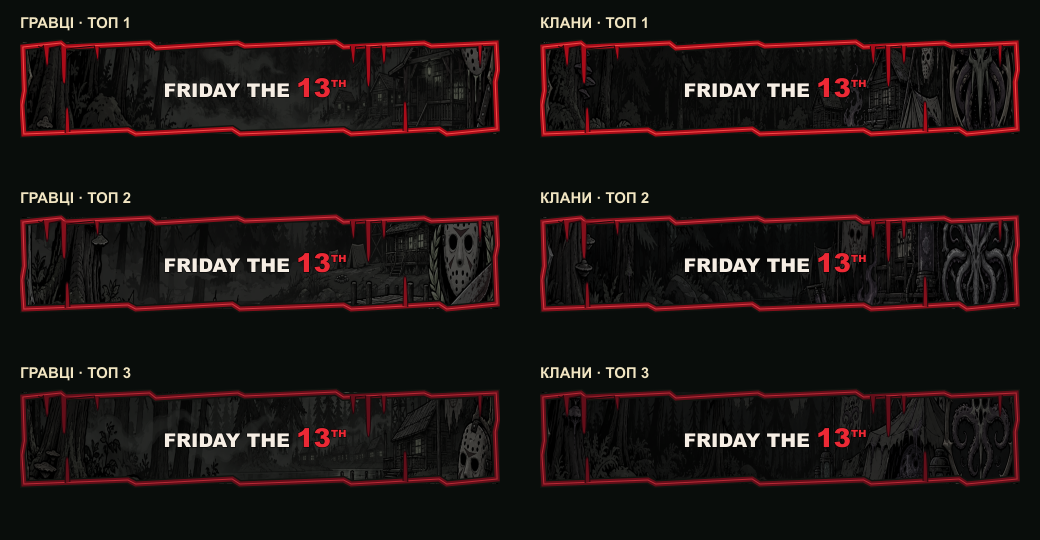 ГРАВЦІ · ТОП 1
FRIDAY THE 13TH
КЛАНИ · ТОП 1
FRIDAY THE 13TH
ГРАВЦІ · ТОП 2
FRIDAY THE 13TH
КЛАНИ · ТОП 2
FRIDAY THE 13TH
ГРАВЦІ · ТОП 3
FRIDAY THE 13TH
КЛАНИ · ТОП 3
FRIDAY THE 13TH